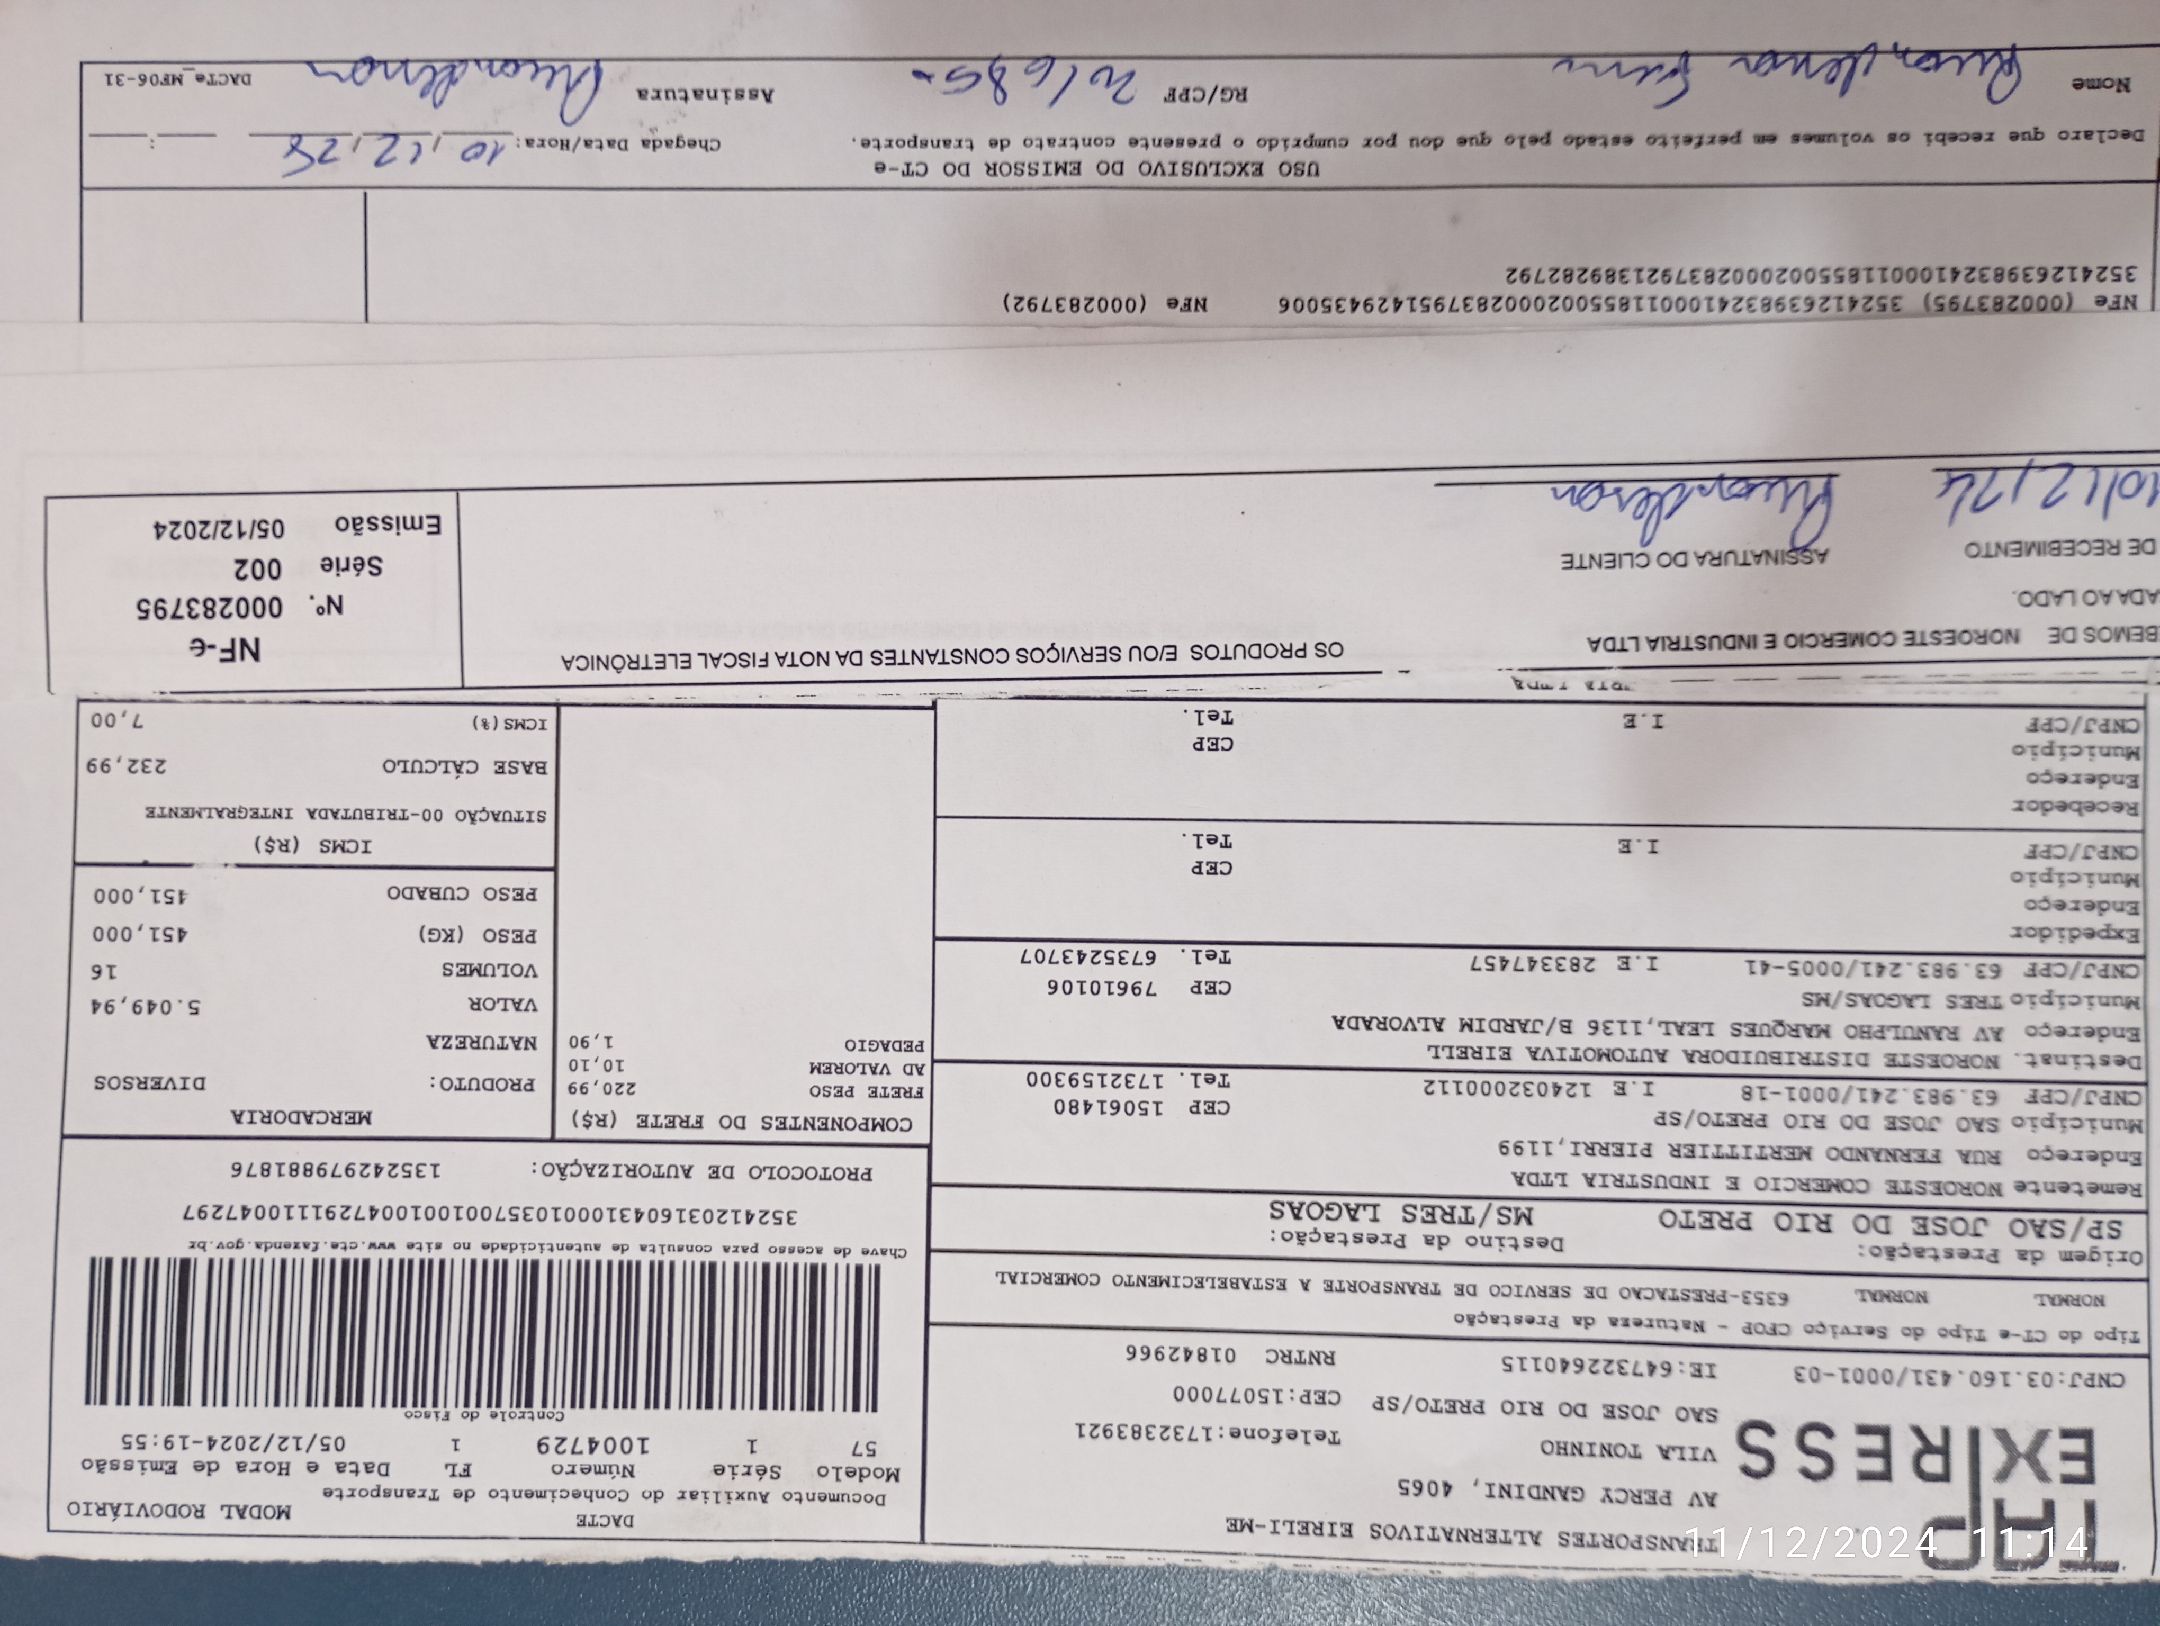 TAP
EXPRESS
TRANSPORTES ALTERNATIVOS EIRELI-ME
AV PERCY GANDINI, 4065
VILA TONINHO Telefone:1732383921
SAO JOSE DO RIO PRETO/SP CEP:15077000
CNPJ:03.160.431/0001-03 IE:647322640115 RNTRC 01842966
DACTE MODAL RODOVIÁRIO
Documento Auxiliar do Conhecimento de Transporte
Modelo Série Número FL Data e Hora de Emissão
57 1 1004729 1 05/12/2024-19:55
Controle do Fisco
Chave de acesso para consulta de autenticidade no site www.cte.fazenda.gov.br
35241203160431000103570010010047291110047297
PROTOCOLO DE AUTORIZAÇÃO: 135242979881876
Tipo do CT-e Tipo do Serviço CFOP - Natureza da Prestação
NORMAL NORMAL 6353-PRESTACAO DE SERVICO DE TRANSPORTE A ESTABELECIMENTO COMERCIAL
Origem da Prestação: Destino da Prestação:
SP/SAO JOSE DO RIO PRETO MS/TRES LAGOAS
Remetente NOROESTE COMERCIO E INDUSTRIA LTDA
Endereço RUA FERNANDO MERTITTIER PIERRI,1199
Município SAO JOSE DO RIO PRETO/SP CEP 15061480
CNPJ/CPF 63.983.241/0001-18 I.E 124032000112 Tel. 1732159300
Destinat. NOROESTE DISTRIBUIDORA AUTOMOTIVA EIRELL
Endereço AV RANULPHO MARQUES LEAL,1136 B/JARDIM ALVORADA
Município TRES LAGOAS/MS CEP 79610106
CNPJ/CPF 63.983.241/0005-41 I.E 283347457 Tel. 6735243707
Expedidor
Endereço
Município CEP
CNPJ/CPF I.E Tel.
Recebedor
Endereço
Município CEP
CNPJ/CPF I.E Tel.
COMPONENTES DO FRETE (R$)
FRETE PESO 220,99
AD VALOREM 10,10
PEDAGIO 1,90
MERCADORIA
PRODUTO: DIVERSOS
NATUREZA
VALOR 5.049,94
VOLUMES 16
PESO (KG) 451,000
PESO CUBADO 451,000
ICMS (R$)
SITUAÇÃO 00-TRIBUTADA INTEGRALMENTE
BASE CÁLCULO 232,99
ICMS(%) 7,00
BEMOS DE NOROESTE COMERCIO E INDUSTRIA LTDA OS PRODUTOS E/OU SERVIÇOS CONSTANTES DA NOTA FISCAL ELETRÔNICA
ADA AO LADO.
DE RECEBIMENTO ASSINATURA DO CLIENTE
10/12/24
NF-e
Nº. 000283795
Série 002
Emissão 05/12/2024
NFe (000283795) 35241263983241000118550020002837951429435006 NFe (000283792)
35241263983241000118550020002837921389282792
USO EXCLUSIVO DO EMISSOR DO CT-e
Declaro que recebi os volumes em perfeito estado pelo que dou por cumprido o presente contrato de transporte. Chegada Data/Hora: 10/12/ :
Nome RG/CPF Assinatura DACTe_MF06-31
11/12/2024 11:14